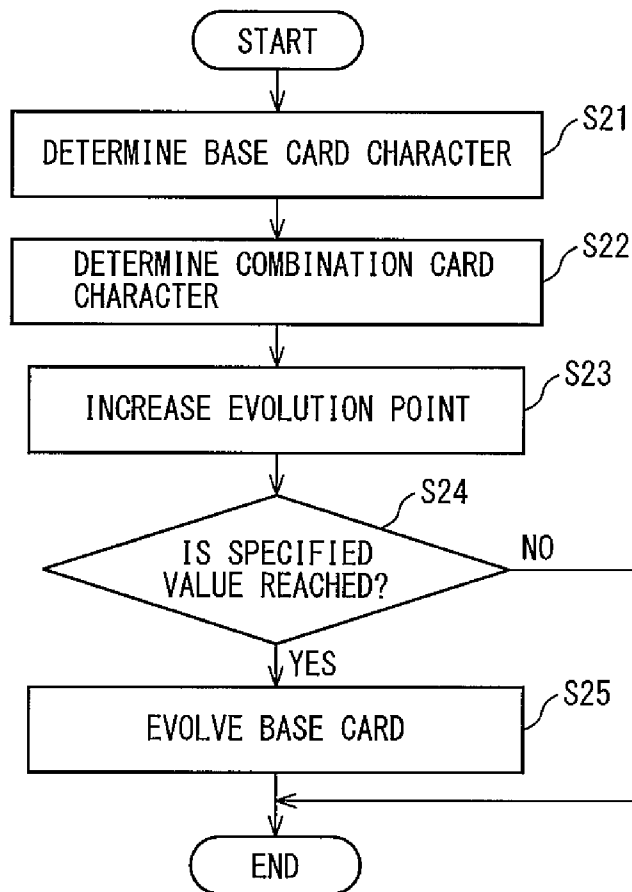 START
S21
DETERMINE BASE CARD CHARACTER
S22
DETERMINE COMBINATION CARD
CHARACTER
S23
INCREASE EVOLUTION POINT
S24
IS SPECIFIED
VALUE REACHED?
NO
YES
S25
EVOLVE BASE CARD
END